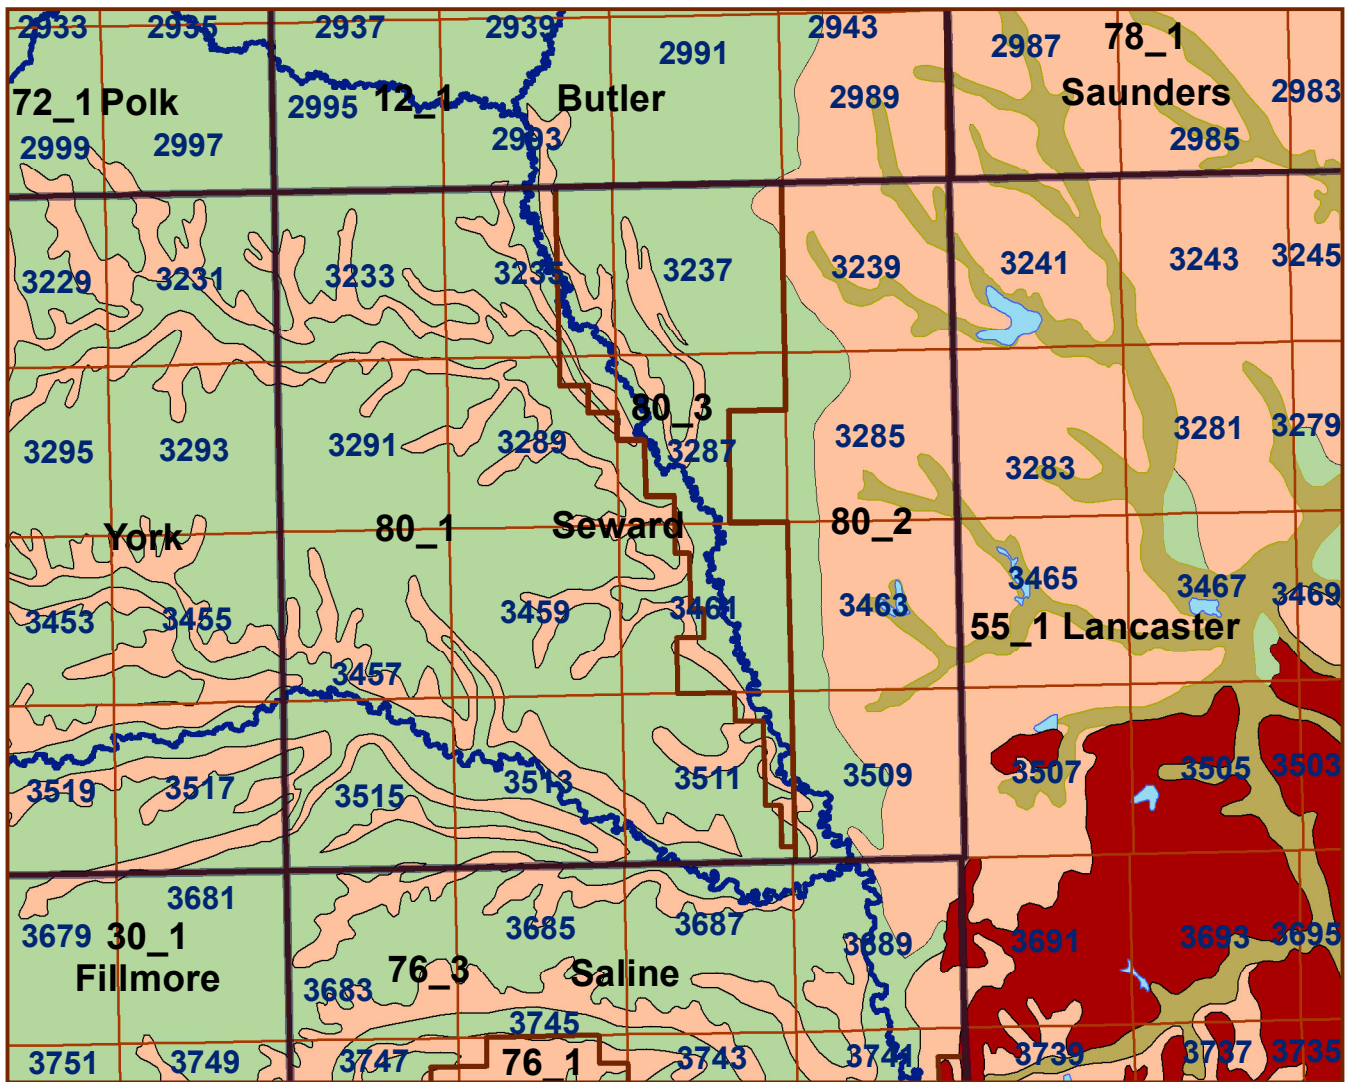 2933 2935 2937 2939 2943 78_1
2991 2987
72_1 Polk 2995 12_1 Butler 2989 Saunders 2983
2999 2997 2993 2985
3229 3231 3233 3235 3237 3239 3241 3243 3245
80_3
3295 3293 3291 3289 3287 3285 3283 3281 3279
York 80_1 Seward 80_2
3453 3455 3459 3461 3463 3465 3467 3469
55_1 Lancaster
3457
3519 3517 3515 3513 3511 3509 3507 3505 3503
3681
3679 30_1 3685 3687 3689 3691 3693 3695
Fillmore 3683 76_3 Saline
3745
3751 3749 3747 76_1 3743 3741 3739 3737 3735